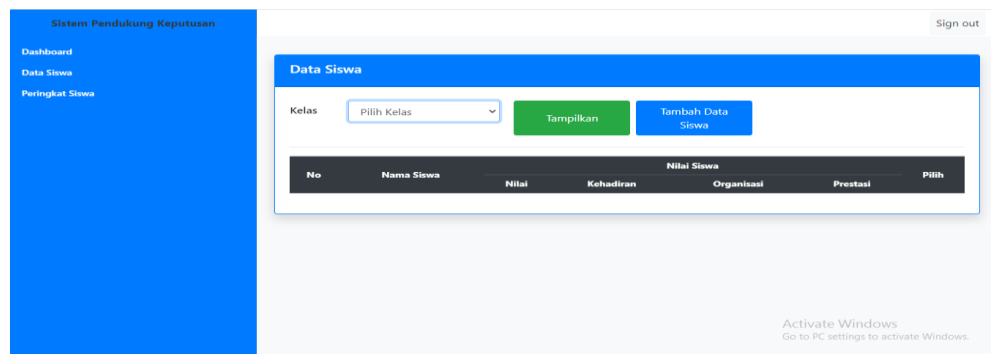 Sistem Pendukung Keputusan
Sign out
Dashboard
Data Siswa
Peringkat Siswa
Data Siswa
Kelas
Pilih Kelas
Tampilkan
Tambah Data
Siswa
No
Nama Siswa
Nilai Siswa
Pilih
Nilai
Kehadiran
Organisasi
Prestasi
Activate Windows
Go to PC settings to activate Windows.